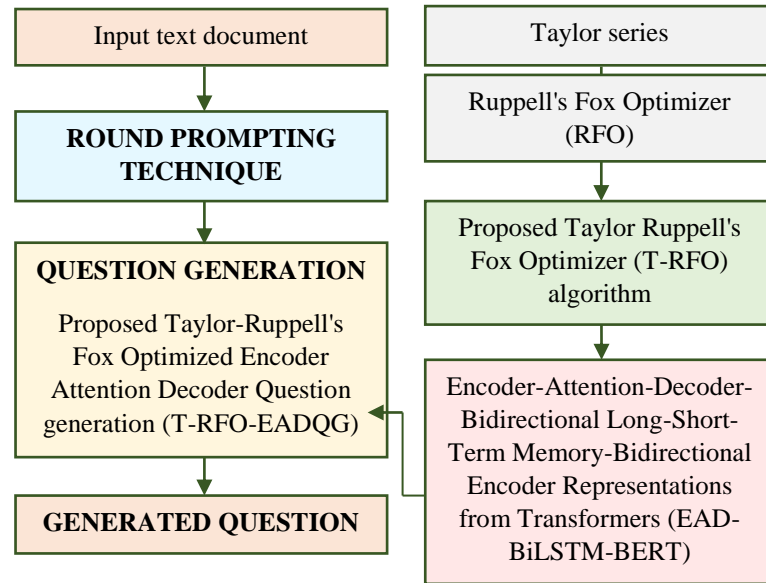 Input text document
ROUND PROMPTING
TECHNIQUE
QUESTION GENERATION
Proposed Taylor-Ruppell's
Fox Optimized Encoder
Attention Decoder Question
generation (T-RFO-EADQG)
GENERATED QUESTION
Taylor series
Ruppell's Fox Optimizer
(RFO)
Proposed Taylor Ruppell's
Fox Optimizer (T-RFO)
algorithm
Encoder-Attention-Decoder-
Bidirectional Long-Short-
Term Memory-Bidirectional
Encoder Representations
from Transformers (EAD-
BiLSTM-BERT)